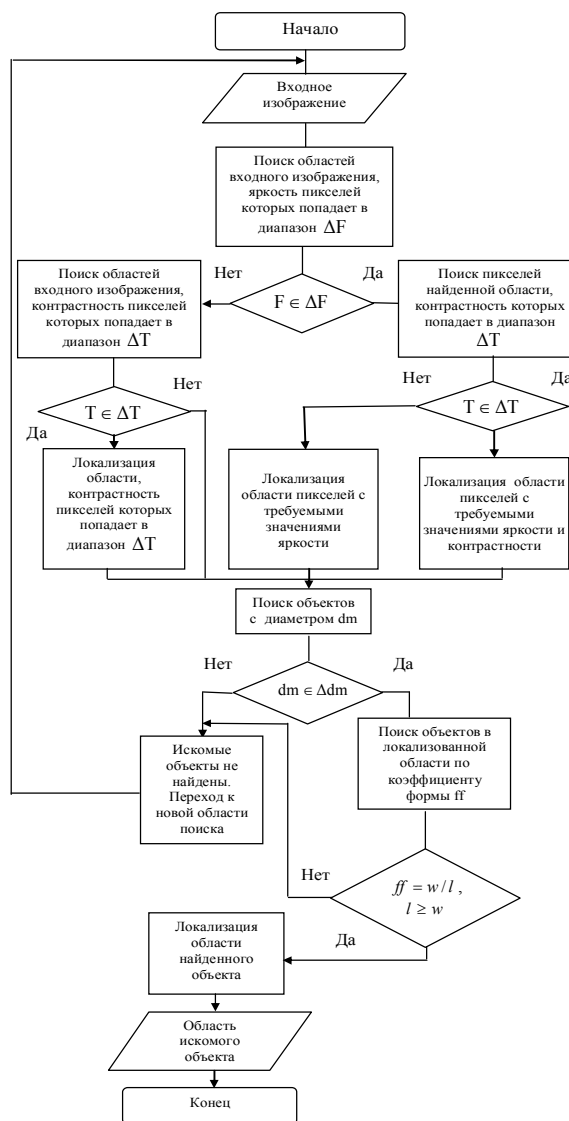 Начало
Входное
изображение
Поиск областей
входного изображения,
яркость пикселей
которых попадает в
диапазон ΔF
Нет
Да
F ∈ ΔF
Поиск областей
входного изображения,
контрастность пикселей
которых попадает в
диапазон ΔT
Поиск пикселей
найденной области,
контрастность которых
попадает в диапазон
ΔT
Нет
T ∈ ΔT
Да
Нет
Да
T ∈ ΔT
Локализация
области,
контрастность
пикселей которых
попадает в
диапазон ΔT
Локализация
области пикселей с
требуемыми
значениями
яркости
Локализация области
пикселей с
требуемыми
значениями яркости и
контрастности
Поиск объектов
с диаметром dm
Нет
Да
dm ∈ Δdm
Искомые
объекты не
найдены.
Переход к
новой области
поиска
Поиск объектов в
локализованной
области по
коэффициенту
формы ff
Нет
ff = w/l ,
l ≥ w
Да
Локализация
области
найденного
объекта
Область
искомого
объекта
Конец